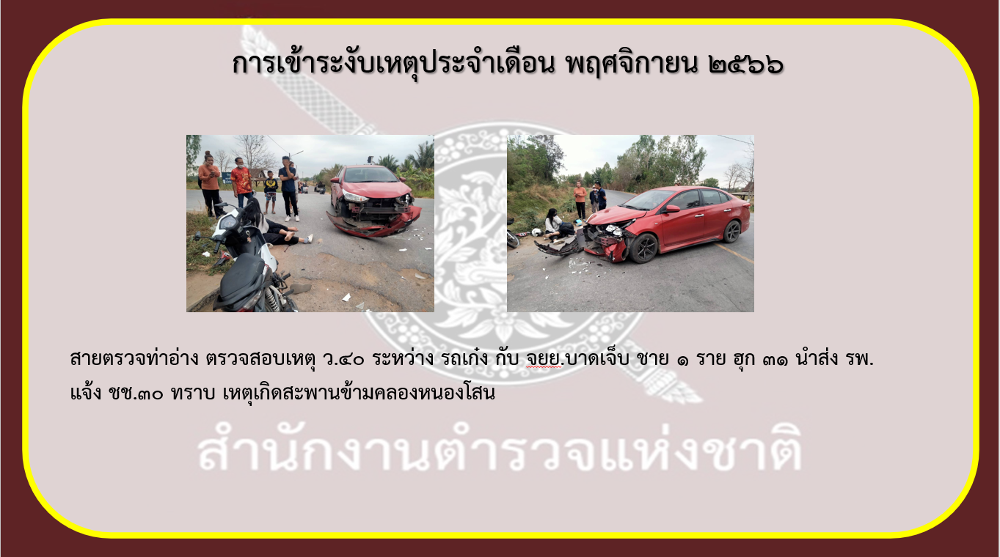 การเข้าระงับเหตุประจำเดือน พฤศจิกายน ๒๕๖๖
สายตรวจท่าอ่าง ตรวจสอบเหตุ ว.๔๐ ระหว่าง รถเก๋ง กับ จยย.บาดเจ็บ ชาย ๑ ราย ฮุก ๓๑ นำส่ง รพ.
แจ้ง ชช.๓๐ ทราบ เหตุเกิดสะพานข้ามคลองหนองโสน
สำนักงานตำรวจแห่งชาติ